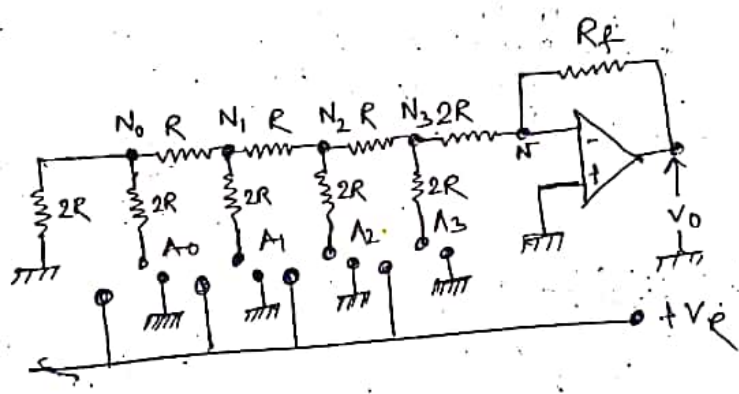 Rf
N₀ R N₁ R N₂ R N₃ 2R
N
-
+
2R 2R 2R 2R 2R
A₀ A₁ A₂ A₃
V₀
+VR